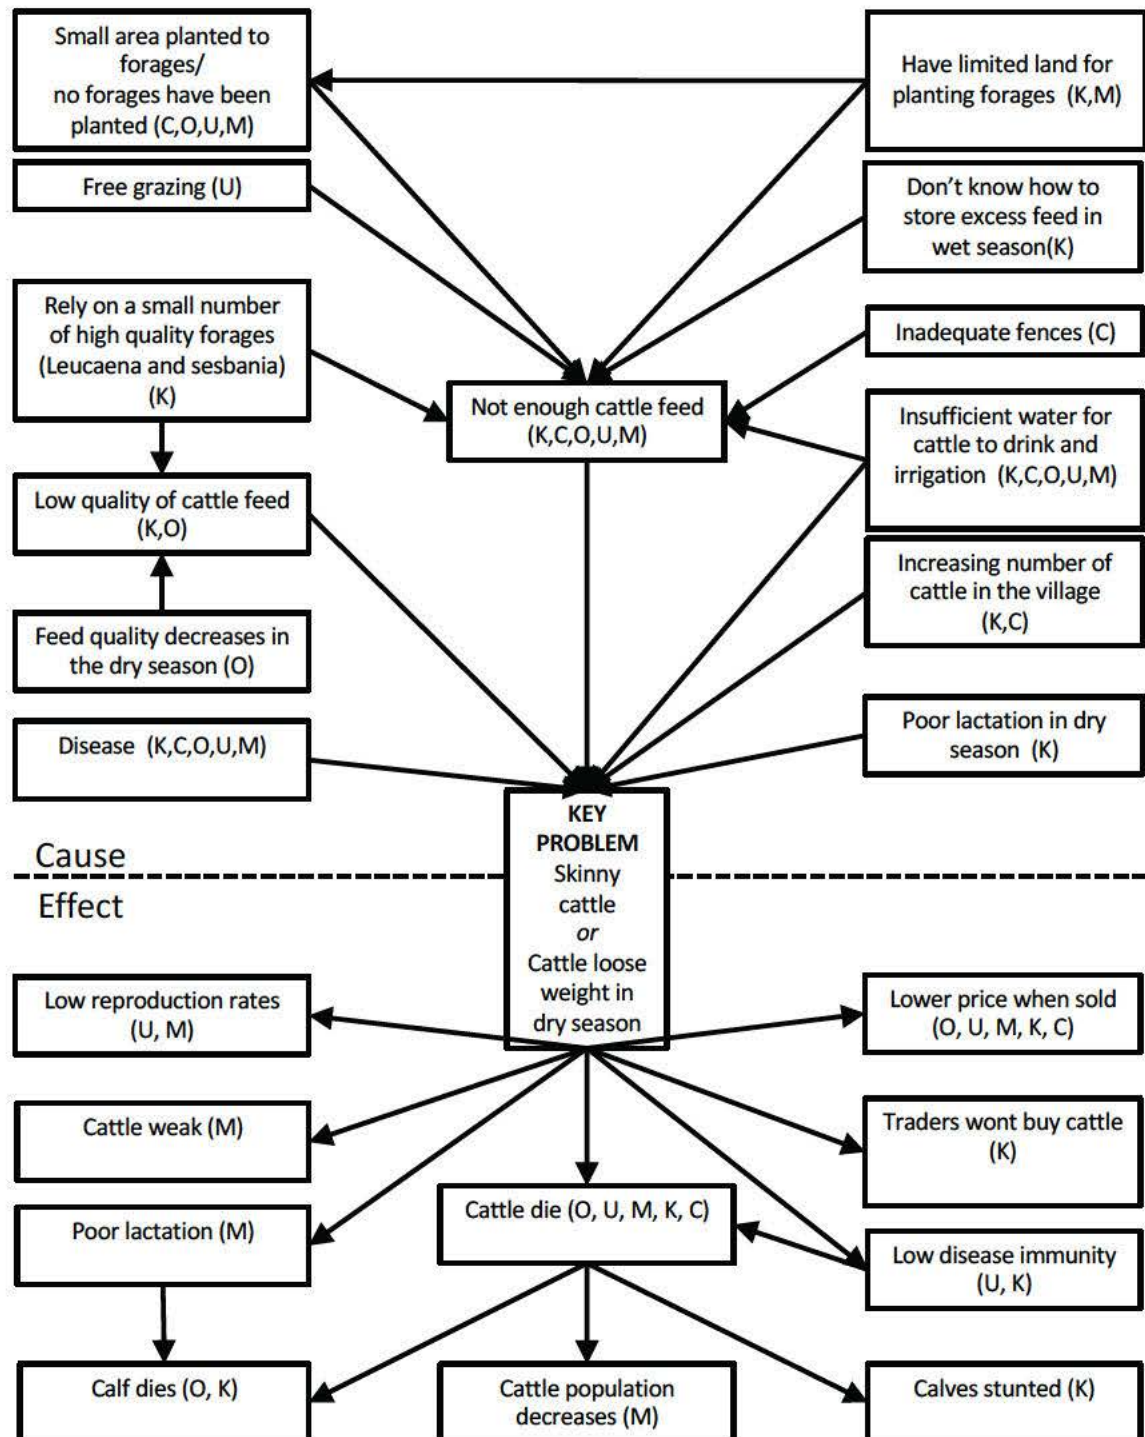 Small area planted to
forages/
no forages have been
planted (C,O,U,M)
Have limited land for
planting forages (K,M)
Free grazing (U)
Don't know how to
store excess feed in
wet season(K)
Rely on a small number
of high quality forages
(Leucaena and sesbania)
(K)
Inadequate fences (C)
Not enough cattle feed
(K,C,O,U,M)
Insufficient water for
cattle to drink and
irrigation (K,C,O,U,M)
Low quality of cattle feed
(K,O)
Increasing number of
cattle in the village
(K,C)
Feed quality decreases in
the dry season (O)
Poor lactation in dry
season (K)
Disease (K,C,O,U,M)
KEY
PROBLEM
Skinny
cattle
or
Cattle loose
weight in
dry season
Cause
Effect
Low reproduction rates
(U, M)
Lower price when sold
(O, U, M, K, C)
Cattle weak (M)
Traders wont buy cattle
(K)
Poor lactation (M)
Cattle die (O, U, M, K, C)
Low disease immunity
(U, K)
Calf dies (O, K)
Cattle population
decreases (M)
Calves stunted (K)